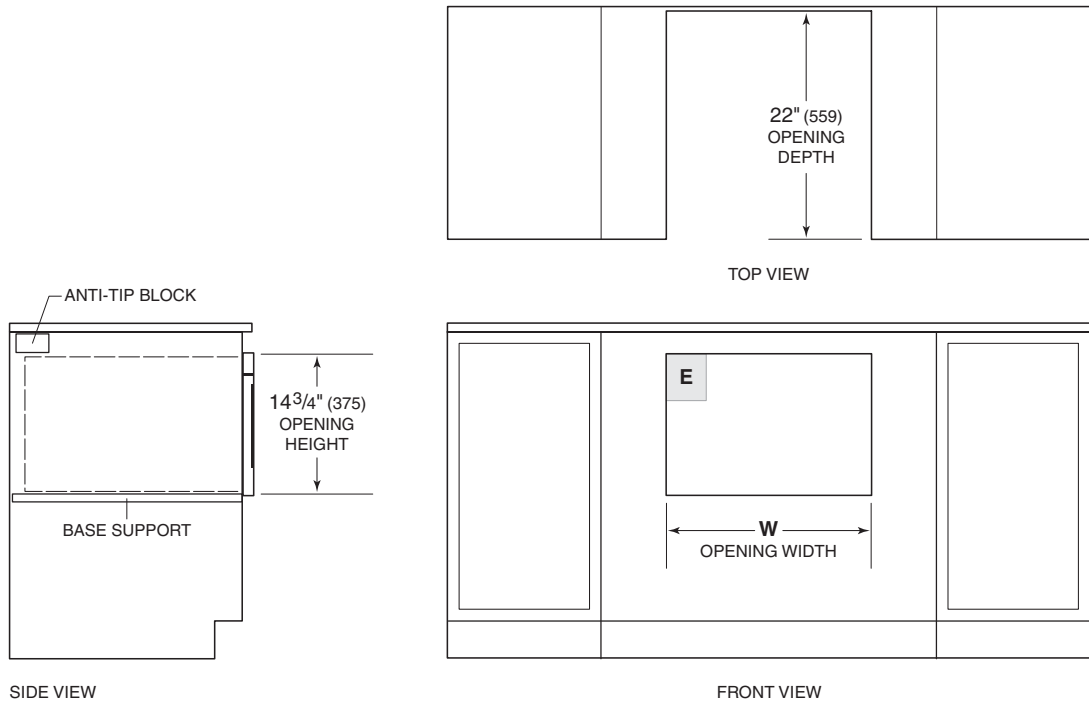 22" (559)
OPENING
DEPTH
TOP VIEW
ANTI-TIP BLOCK
14 3/4" (375)
OPENING
HEIGHT
BASE SUPPORT
SIDE VIEW
E
W
OPENING WIDTH
FRONT VIEW